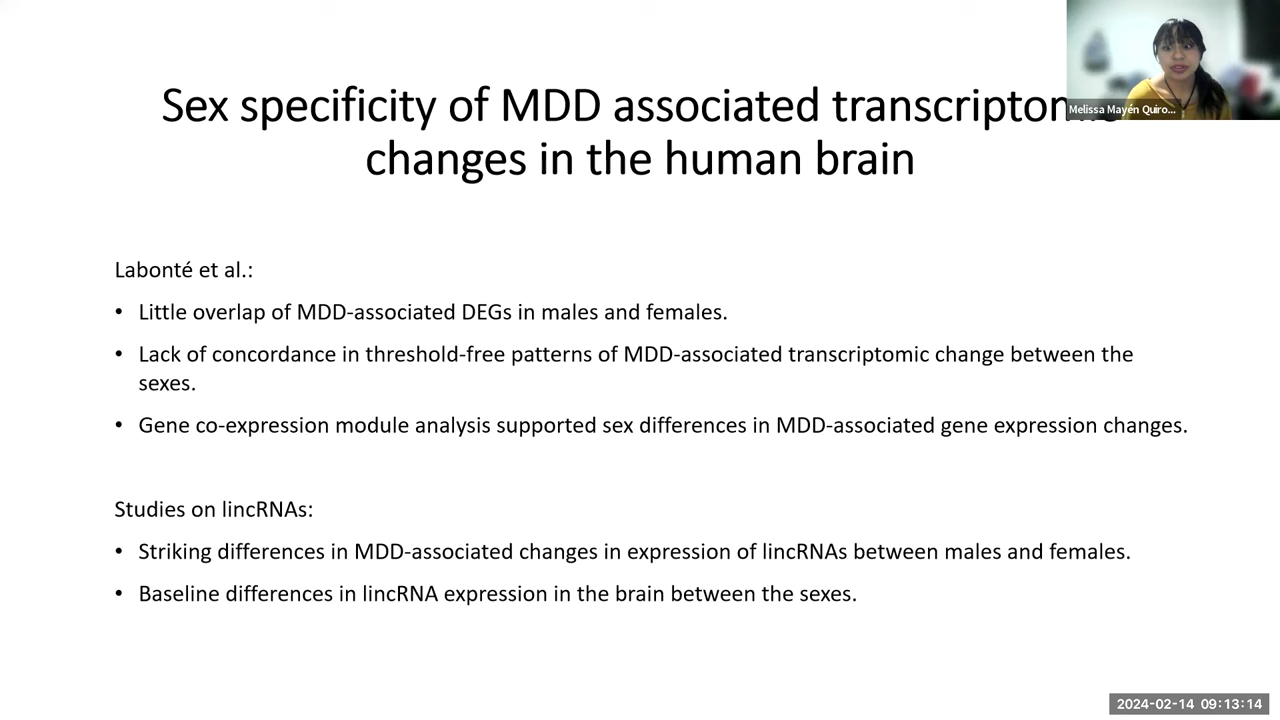 Sex specificity of MDD associated transcriptomic
changes in the human brain
Melissa Mayén Quiro...
Labonté et al.:
• Little overlap of MDD-associated DEGs in males and females.
• Lack of concordance in threshold-free patterns of MDD-associated transcriptomic change between the
sexes.
• Gene co-expression module analysis supported sex differences in MDD-associated gene expression changes.
Studies on lincRNAs:
• Striking differences in MDD-associated changes in expression of lincRNAs between males and females.
• Baseline differences in lincRNA expression in the brain between the sexes.
2024-02-14 09:13:14